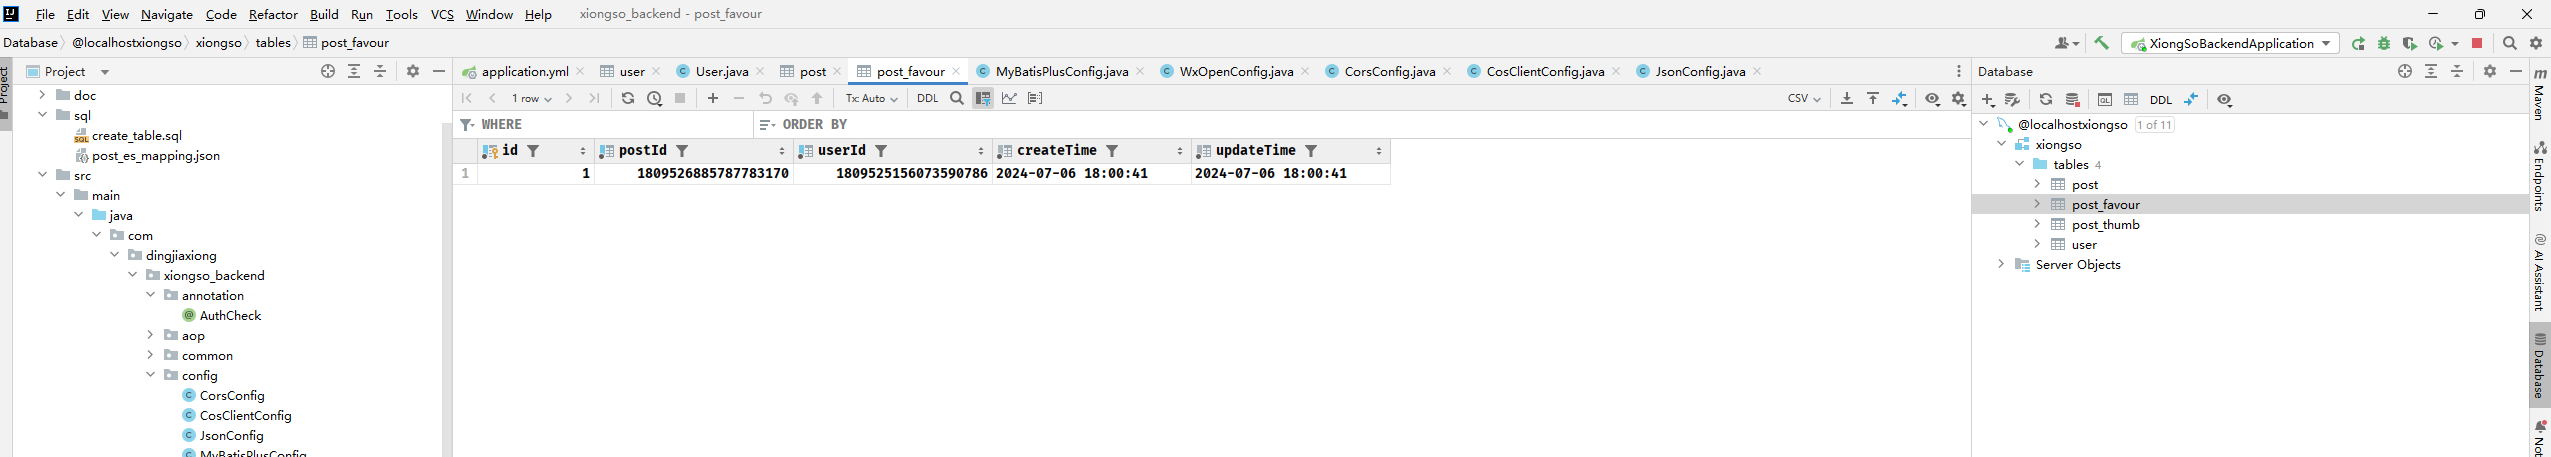 File Edit View Navigate Code Refactor Build Run Tools VCS Window Help xiongso_backend - post_favour
Database @localhostxiongso xiongso tables post_favour XiongSoBackendApplication
Project
application.yml user User.java post post_favour MyBatisPlusConfig.java WxOpenConfig.java CorsConfig.java CosClientConfig.java JsonConfig.java
Database
1 row Tx: Auto DDL CSV
DDL
WHERE ORDER BY
id postId userId createTime updateTime
1 1 1809526885787783170 1809525156073590786 2024-07-06 18:00:41 2024-07-06 18:00:41
Project
doc
sql
create_table.sql
post_es_mapping.json
src
main
java
com
dingjiaxiong
xiongso_backend
annotation
AuthCheck
aop
common
config
CorsConfig
CosClientConfig
JsonConfig
MyBatisPlusConfig
@localhostxiongso 1 of 11
xiongso
tables 4
post
post_favour
post_thumb
user
Server Objects
Maven
Endpoints
AI Assistant
Database
Not